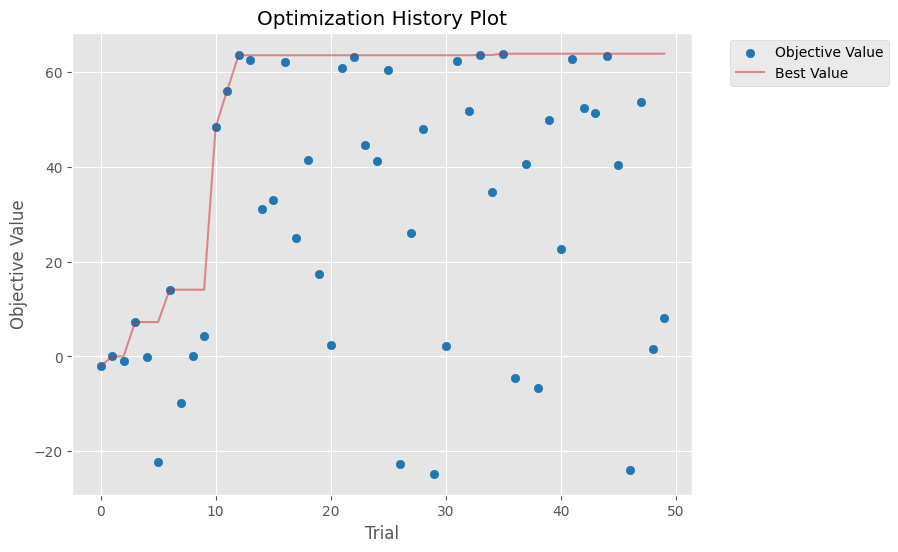 Optimization History Plot
Objective Value
Best Value
60
40
20
0
−20
Objective Value
0 10 20 30 40 50
Trial